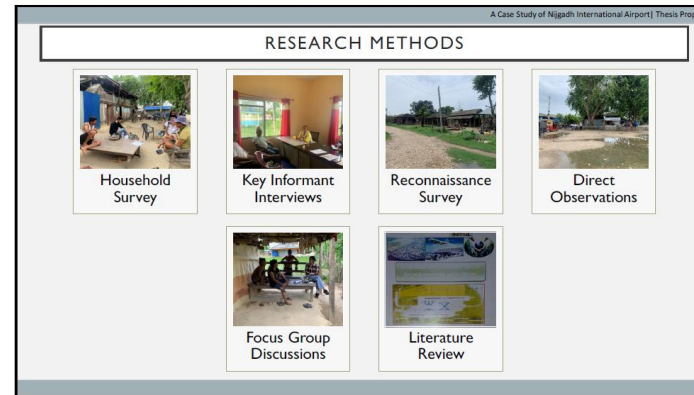 A Case Study of Nijgadh International Airport| Thesis Prop
RESEARCH METHODS
Household
Survey
Key Informant
Interviews
Reconnaissance
Survey
Direct
Observations
Focus Group
Discussions
Literature
Review